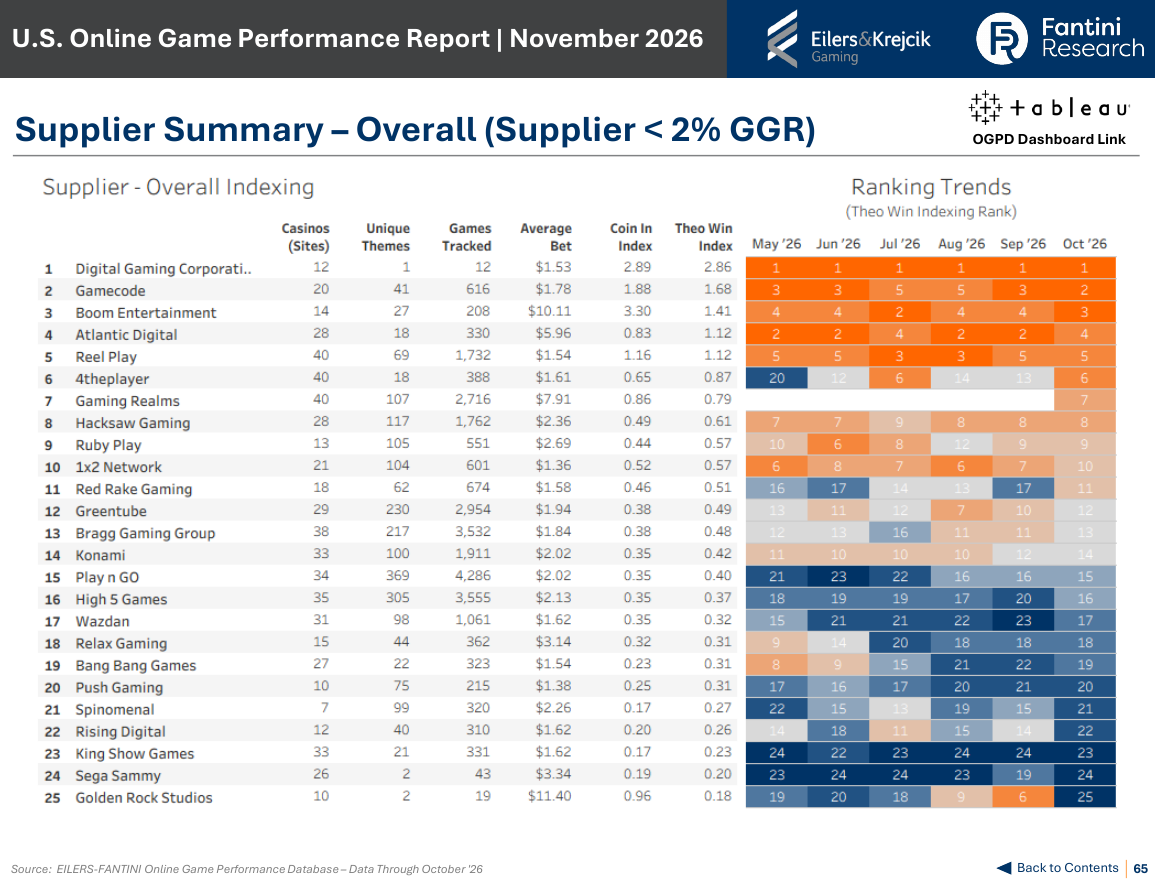 U.S. Online Game Performance Report | November 2026
Eilers&Krejcik
Gaming
Fantini
Research
Supplier Summary – Overall (Supplier < 2% GGR)
+ a b l e a u
OGPD Dashboard Link
Supplier - Overall Indexing
Ranking Trends
(Theo Win Indexing Rank)
Casinos (Sites) Unique Themes Games Tracked Average Bet Coin In Index Theo Win Index May '26 Jun '26 Jul '26 Aug '26 Sep '26 Oct '26
1 Digital Gaming Corporati.. 12 1 12 $1.53 2.89 2.86 1 1 1 1 1 1
2 Gamecode 20 41 616 $1.78 1.88 1.68 3 3 5 5 3 2
3 Boom Entertainment 14 27 208 $10.11 3.30 1.41 4 4 2 4 4 3
4 Atlantic Digital 28 18 330 $5.96 0.83 1.12 2 2 4 2 2 4
5 Reel Play 40 69 1,732 $1.54 1.16 1.12 5 5 3 3 5 5
6 4theplayer 40 18 388 $1.61 0.65 0.87 20 12 6 14 13 6
7 Gaming Realms 40 107 2,716 $7.91 0.86 0.79 7
8 Hacksaw Gaming 28 117 1,762 $2.36 0.49 0.61 7 7 9 8 8 8
9 Ruby Play 13 105 551 $2.69 0.44 0.57 10 6 8 12 9 9
10 1x2 Network 21 104 601 $1.36 0.52 0.57 6 8 7 6 7 10
11 Red Rake Gaming 18 62 674 $1.58 0.46 0.51 16 17 14 13 17 11
12 Greentube 29 230 2,954 $1.94 0.38 0.49 13 11 12 7 10 12
13 Bragg Gaming Group 38 217 3,532 $1.84 0.38 0.48 12 13 16 11 11 13
14 Konami 33 100 1,911 $2.02 0.35 0.42 11 10 10 10 12 14
15 Play n GO 34 369 4,286 $2.02 0.35 0.40 21 23 22 16 16 15
16 High 5 Games 35 305 3,555 $2.13 0.35 0.37 18 19 19 17 20 16
17 Wazdan 31 98 1,061 $1.62 0.35 0.32 15 21 21 22 23 17
18 Relax Gaming 15 44 362 $3.14 0.32 0.31 9 14 20 18 18 18
19 Bang Bang Games 27 22 323 $1.54 0.23 0.31 8 9 15 21 22 19
20 Push Gaming 10 75 215 $1.38 0.25 0.31 17 16 17 20 21 20
21 Spinomenal 7 99 320 $2.26 0.17 0.27 22 15 13 19 15 21
22 Rising Digital 12 40 310 $1.62 0.20 0.26 14 18 11 15 14 22
23 King Show Games 33 21 331 $1.62 0.17 0.23 24 22 23 24 24 23
24 Sega Sammy 26 2 43 $3.34 0.19 0.20 23 24 24 23 19 24
25 Golden Rock Studios 10 2 19 $11.40 0.96 0.18 19 20 18 9 6 25
Source: EILERS-FANTINI Online Game Performance Database – Data Through October '26
Back to Contents | 65